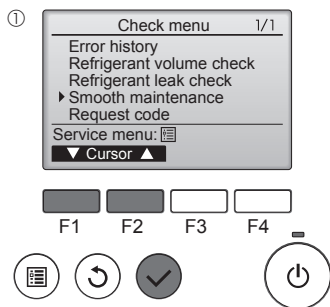 ①
Check menu 1/1
Error history
Refrigerant volume check
Refrigerant leak check
Smooth maintenance
Request code
Service menu:
▼ Cursor ▲
F1 F2 F3 F4